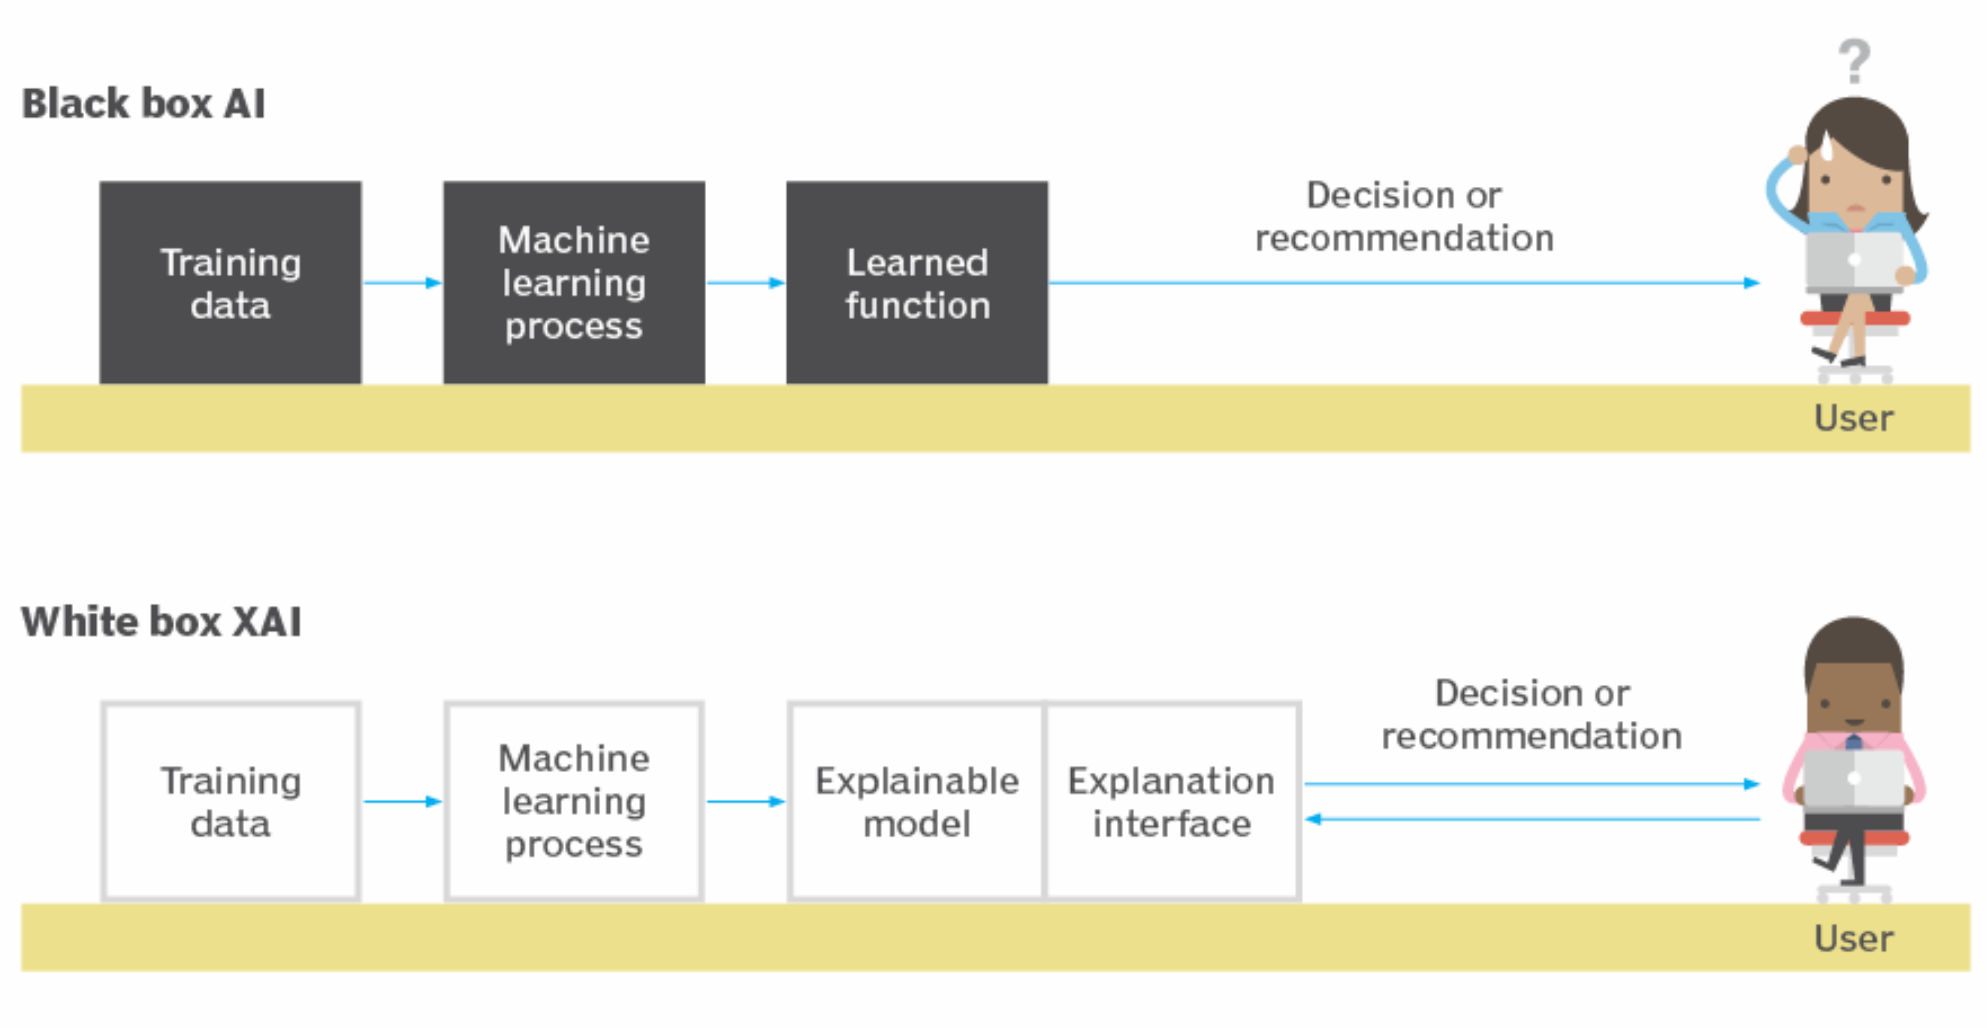 ?
Black box AI
Training
data
Machine
learning
process
Learned
function
Decision or
recommendation
User
White box XAI
Training
data
Machine
learning
process
Explainable
model
Explanation
interface
Decision or
recommendation
User